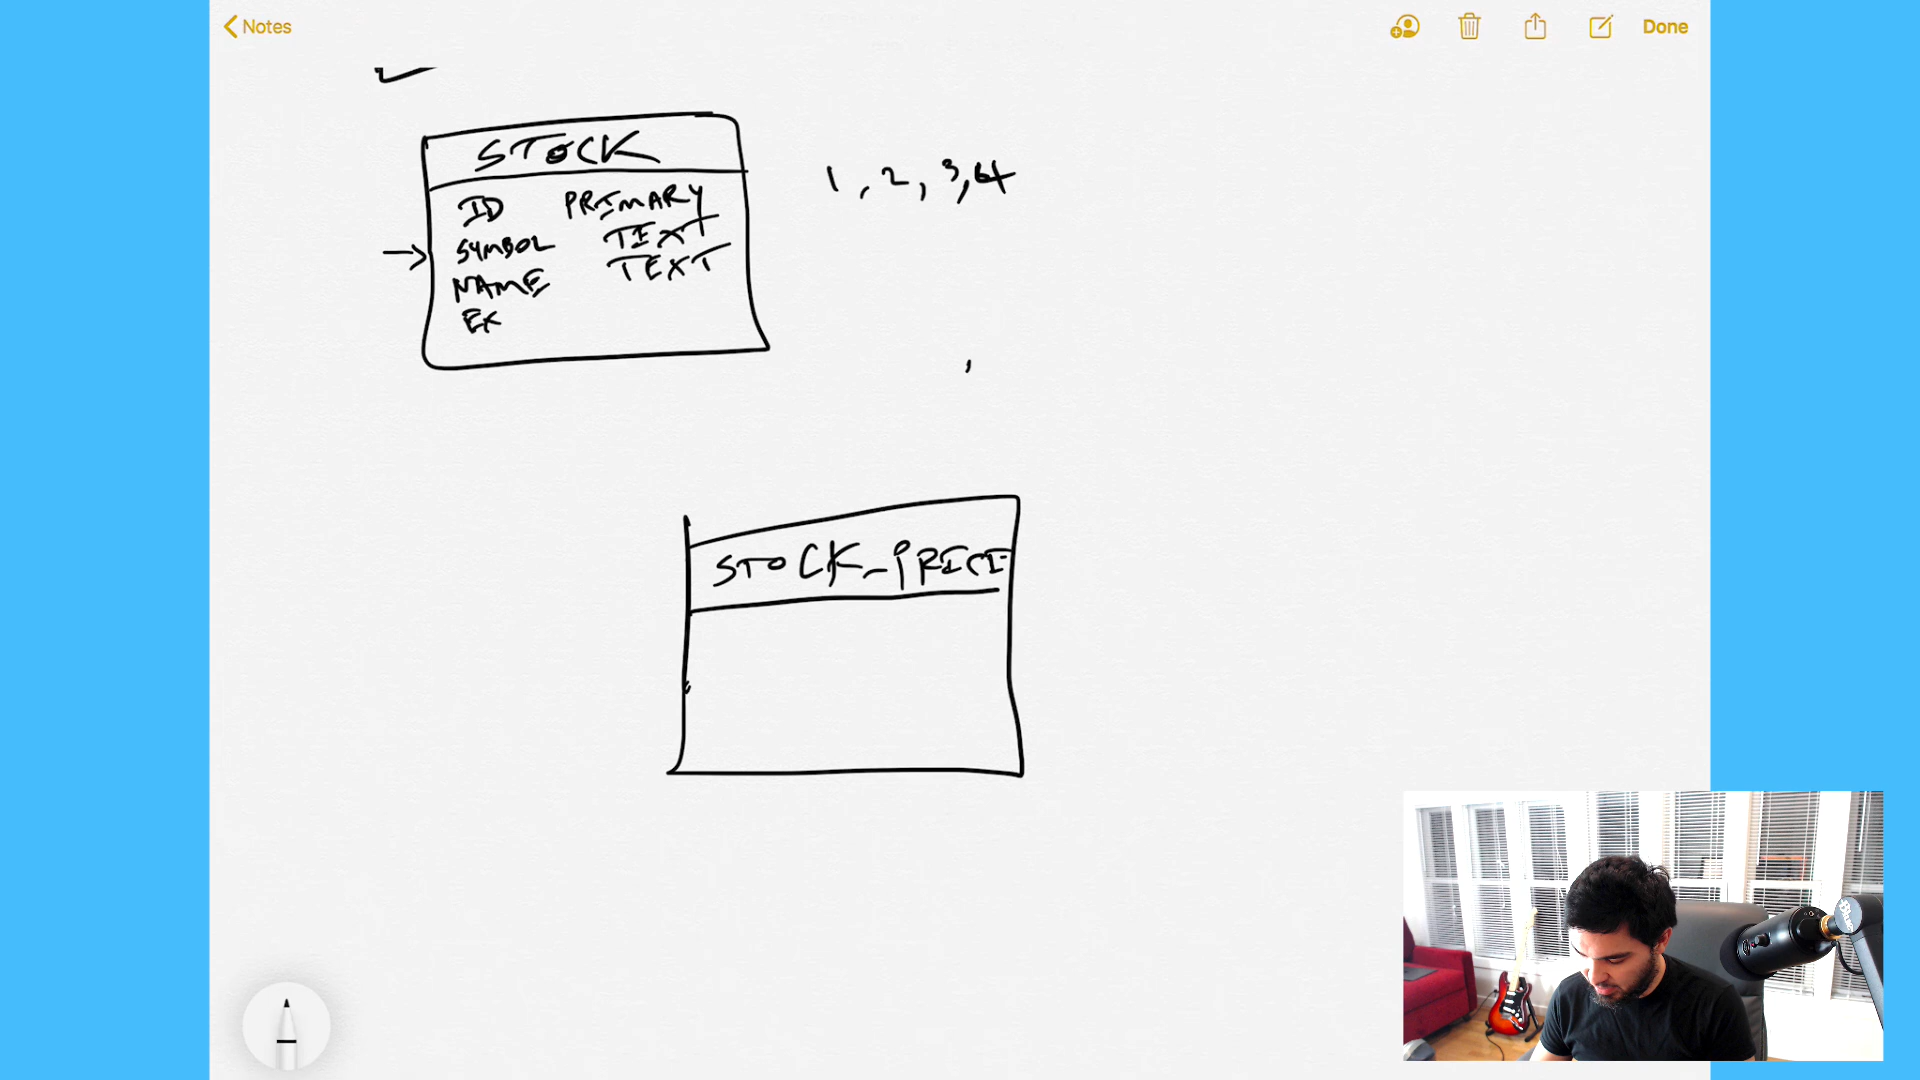 Notes
Done
STOCK
ID PRIMARY
SYMBOL TEXT
NAME TEXT
EX
1, 2, 3, 4
STOCK_PRICE